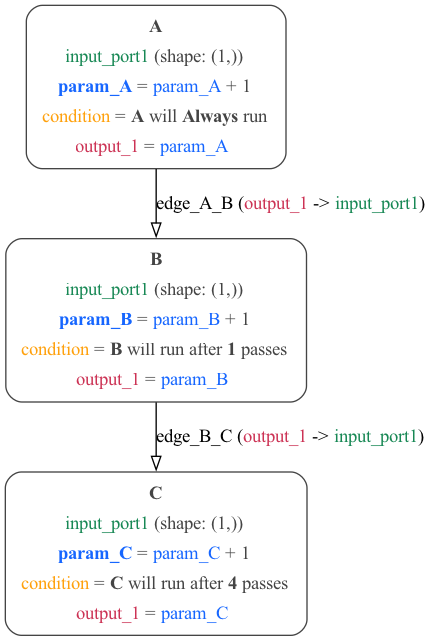 A
input_port1 (shape: (1,))
param_A = param_A + 1
condition = A will Always run
output_1 = param_A
edge_A_B (output_1 -> input_port1)
B
input_port1 (shape: (1,))
param_B = param_B + 1
condition = B will run after 1 passes
output_1 = param_B
edge_B_C (output_1 -> input_port1)
C
input_port1 (shape: (1,))
param_C = param_C + 1
condition = C will run after 4 passes
output_1 = param_C